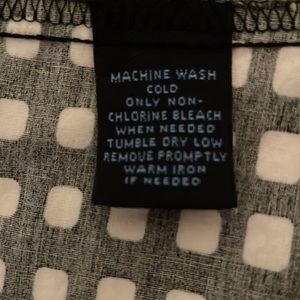 MACHINE WASH
COLD
ONLY NON-
CHLORINE BLEACH
WHEN NEEDED
TUMBLE DRY LOW
REMOVE PROMPTLY
WARM IRON
IF NEEDED